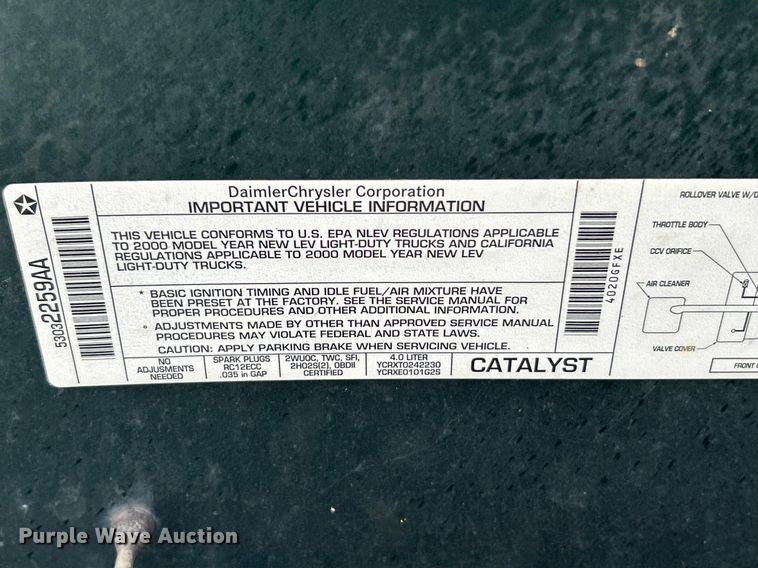 DaimlerChrysler Corporation
IMPORTANT VEHICLE INFORMATION
THIS VEHICLE CONFORMS TO U.S. EPA NLEV REGULATIONS APPLICABLE
TO 2000 MODEL YEAR NEW LEV LIGHT-DUTY TRUCKS AND CALIFORNIA
REGULATIONS APPLICABLE TO 2000 MODEL YEAR NEW LEV
LIGHT-DUTY TRUCKS.
* BASIC IGNITION TIMING AND IDLE FUEL/AIR MIXTURE HAVE
BEEN PRESET AT THE FACTORY. SEE THE SERVICE MANUAL FOR
PROPER PROCEDURES AND OTHER ADDITIONAL INFORMATION.
° ADJUSTMENTS MADE BY OTHER THAN APPROVED SERVICE MANUAL
PROCEDURES MAY VIOLATE FEDERAL AND STATE LAWS.
CAUTION: APPLY PARKING BRAKE WHEN SERVICING VEHICLE.
NO
ADJUSTMENTS
NEEDED
SPARK PLUGS
RC12ECC
.035 in GAP
2WUOC, TWC, SFI,
2HO2S(2), OBDII
CERTIFIED
4.0 LITER
YCRXT0242230
YCRXE0101G2S
CATALYST
53032259AA
4020GFXE
ROLLOVER VALVE W/
THROTTLE BODY
CCV ORIFICE
AIR CLEANER
VALVE COVER
FRONT
Purple Wave Auction